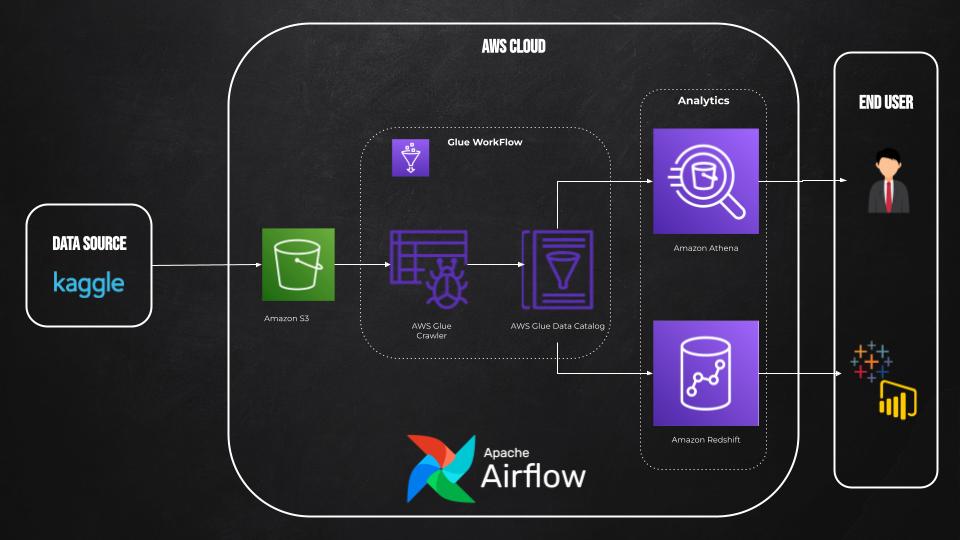 AWS CLOUD
END USER
Analytics
Glue WorkFlow
DATA SOURCE
kaggle
Amazon S3
AWS Glue
Crawler
AWS Glue Data Catalog
Amazon Athena
Amazon Redshift
Apache
Airflow